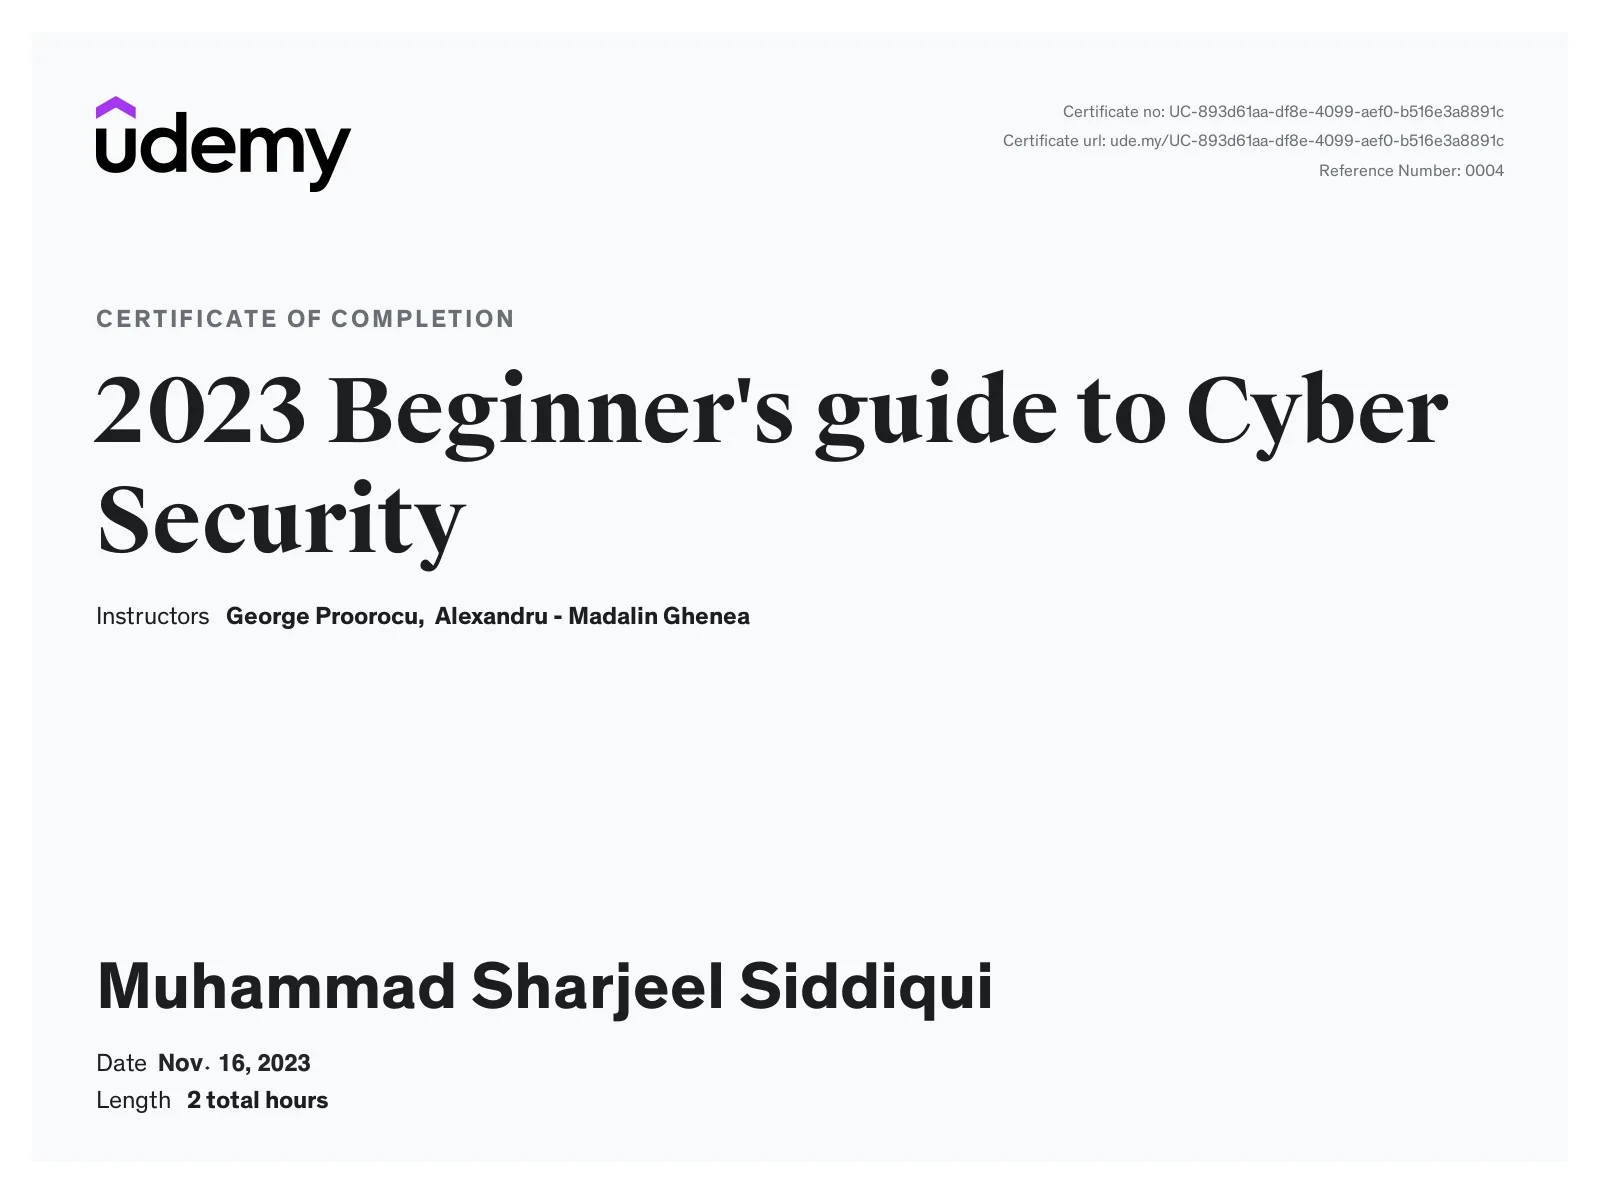 udemy
Certificate no: UC-893d61aa-df8e-4099-aef0-b516e3a8891c
Certificate url: ude.my/UC-893d61aa-df8e-4099-aef0-b516e3a8891c
Reference Number: 0004
CERTIFICATE OF COMPLETION
2023 Beginner's guide to Cyber
Security
Instructors George Proorocu, Alexandru - Madalin Ghenea
Muhammad Sharjeel Siddiqui
Date Nov. 16, 2023
Length 2 total hours